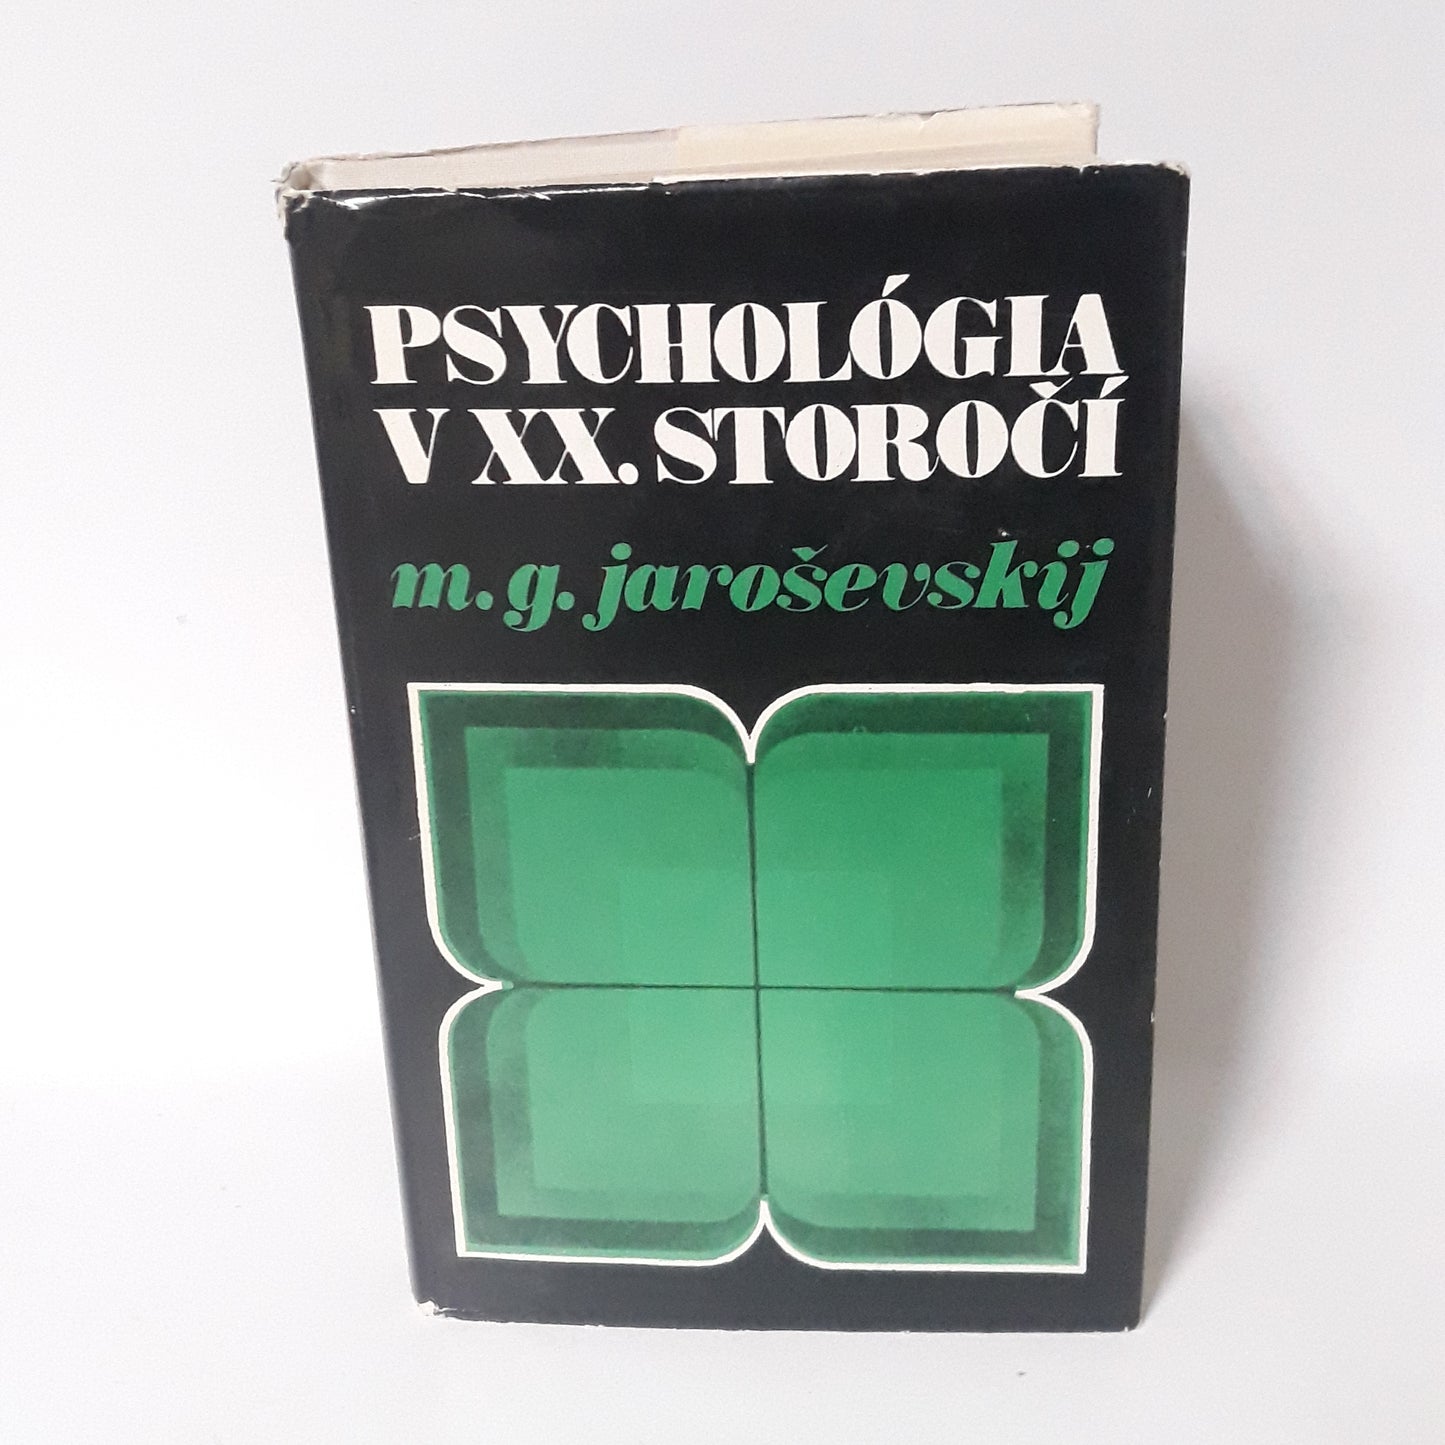 PSYCHOLÓGIA
V XX. STOROČÍ
m. g. jaroševskij